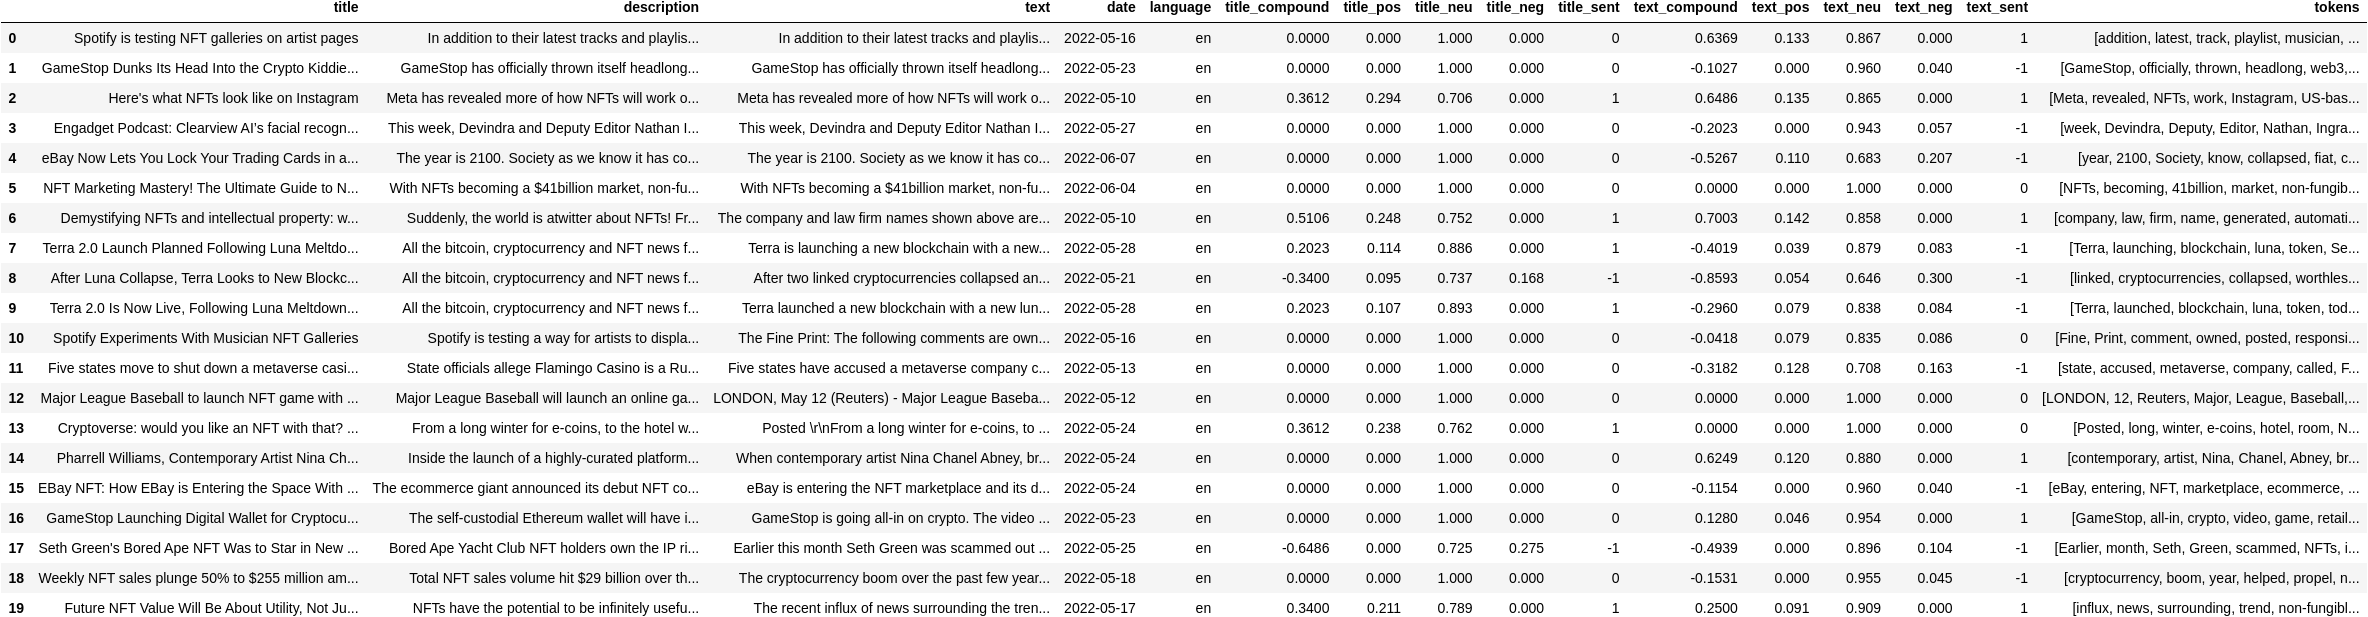 title description text date language title_compound title_pos title_neu title_neg title_sent text_compound text_pos text_neu text_neg text_sent tokens
0 Spotify is testing NFT galleries on artist pages In addition to their latest tracks and playlis... In addition to their latest tracks and playlis... 2022-05-16 en 0.0000 0.000 1.000 0.000 0 0.6369 0.133 0.867 0.000 1 [addition, latest, track, playlist, musician, ...
1 GameStop Dunks Its Head Into the Crypto Kiddie... GameStop has officially thrown itself headlong... GameStop has officially thrown itself headlong... 2022-05-23 en 0.0000 0.000 1.000 0.000 0 -0.1027 0.000 0.960 0.040 -1 [GameStop, officially, thrown, headlong, web3,...
2 Here's what NFTs look like on Instagram Meta has revealed more of how NFTs will work o... Meta has revealed more of how NFTs will work o... 2022-05-10 en 0.3612 0.294 0.706 0.000 1 0.6486 0.135 0.865 0.000 1 [Meta, revealed, NFTs, work, Instagram, US-bas...
3 Engadget Podcast: Clearview AI's facial recogn... This week, Devindra and Deputy Editor Nathan I... This week, Devindra and Deputy Editor Nathan I... 2022-05-27 en 0.0000 0.000 1.000 0.000 0 -0.2023 0.000 0.943 0.057 -1 [week, Devindra, Deputy, Editor, Nathan, Ingra...
4 eBay Now Lets You Lock Your Trading Cards in a... The year is 2100. Society as we know it has co... The year is 2100. Society as we know it has co... 2022-06-07 en 0.0000 0.000 1.000 0.000 0 -0.5267 0.110 0.683 0.207 -1 [year, 2100, Society, know, collapsed, fiat, c...
5 NFT Marketing Mastery! The Ultimate Guide to N... With NFTs becoming a $41billion market, non-fu... With NFTs becoming a $41billion market, non-fu... 2022-06-04 en 0.0000 0.000 1.000 0.000 0 0.0000 0.000 1.000 0.000 0 [NFTs, becoming, 41billion, market, non-fungib...
6 Demystifying NFTs and intellectual property: w... Suddenly, the world is atwitter about NFTs! Fr... The company and law firm names shown above are... 2022-05-10 en 0.5106 0.248 0.752 0.000 1 0.7003 0.142 0.858 0.000 1 [company, law, firm, name, generated, automati...
7 Terra 2.0 Launch Planned Following Luna Meltdo... All the bitcoin, cryptocurrency and NFT news f... Terra is launching a new blockchain with a new... 2022-05-28 en 0.2023 0.114 0.886 0.000 1 -0.4019 0.039 0.879 0.083 -1 [Terra, launching, blockchain, luna, token, Se...
8 After Luna Collapse, Terra Looks to New Blockc... All the bitcoin, cryptocurrency and NFT news f... After two linked cryptocurrencies collapsed an... 2022-05-21 en -0.3400 0.095 0.737 0.168 -1 -0.8593 0.054 0.646 0.300 -1 [linked, cryptocurrencies, collapsed, worthles...
9 Terra 2.0 Is Now Live, Following Luna Meltdown... All the bitcoin, cryptocurrency and NFT news f... Terra launched a new blockchain with a new lun... 2022-05-28 en 0.2023 0.107 0.893 0.000 1 -0.2960 0.079 0.838 0.084 -1 [Terra, launched, blockchain, luna, token, tod...
10 Spotify Experiments With Musician NFT Galleries Spotify is testing a way for artists to displa... The Fine Print: The following comments are own... 2022-05-16 en 0.0000 0.000 1.000 0.000 0 -0.0418 0.079 0.835 0.086 0 [Fine, Print, comment, owned, posted, responsi...
11 Five states move to shut down a metaverse casi... State officials allege Flamingo Casino is a Ru... Five states have accused a metaverse company c... 2022-05-13 en 0.0000 0.000 1.000 0.000 0 -0.3182 0.128 0.708 0.163 -1 [state, accused, metaverse, company, called, F...
12 Major League Baseball to launch NFT game with ... Major League Baseball will launch an online ga... LONDON, May 12 (Reuters) - Major League Baseba... 2022-05-12 en 0.0000 0.000 1.000 0.000 0 0.0000 0.000 1.000 0.000 0 [LONDON, 12, Reuters, Major, League, Baseball,...
13 Cryptoverse: would you like an NFT with that? ... From a long winter for e-coins, to the hotel w... Posted \r\nFrom a long winter for e-coins, to ... 2022-05-24 en 0.3612 0.238 0.762 0.000 1 0.0000 0.000 1.000 0.000 0 [Posted, long, winter, e-coins, hotel, room, N...
14 Pharrell Williams, Contemporary Artist Nina Ch... Inside the launch of a highly-curated platform... When contemporary artist Nina Chanel Abney, br... 2022-05-24 en 0.0000 0.000 1.000 0.000 0 0.6249 0.120 0.880 0.000 1 [contemporary, artist, Nina, Chanel, Abney, br...
15 EBay NFT: How EBay is Entering the Space With ... The ecommerce giant announced its debut NFT co... eBay is entering the NFT marketplace and its d... 2022-05-24 en 0.0000 0.000 1.000 0.000 0 -0.1154 0.000 0.960 0.040 -1 [eBay, entering, NFT, marketplace, ecommerce, ...
16 GameStop Launching Digital Wallet for Cryptocu... The self-custodial Ethereum wallet will have i... GameStop is going all-in on crypto. The video ... 2022-05-23 en 0.0000 0.000 1.000 0.000 0 0.1280 0.046 0.954 0.000 1 [GameStop, all-in, crypto, video, game, retail...
17 Seth Green's Bored Ape NFT Was to Star in New ... Bored Ape Yacht Club NFT holders own the IP ri... Earlier this month Seth Green was scammed out ... 2022-05-25 en -0.6486 0.000 0.725 0.275 -1 -0.4939 0.000 0.896 0.104 -1 [Earlier, month, Seth, Green, scammed, NFTs, i...
18 Weekly NFT sales plunge 50% to $255 million am... Total NFT sales volume hit $29 billion over th... The cryptocurrency boom over the past few year... 2022-05-18 en 0.0000 0.000 1.000 0.000 0 -0.1531 0.000 0.955 0.045 -1 [cryptocurrency, boom, year, helped, propel, n...
19 Future NFT Value Will Be About Utility, Not Ju... NFTs have the potential to be infinitely usefu... The recent influx of news surrounding the tren... 2022-05-17 en 0.3400 0.211 0.789 0.000 1 0.2500 0.091 0.909 0.000 1 [influx, news, surrounding, trend, non-fungibl...